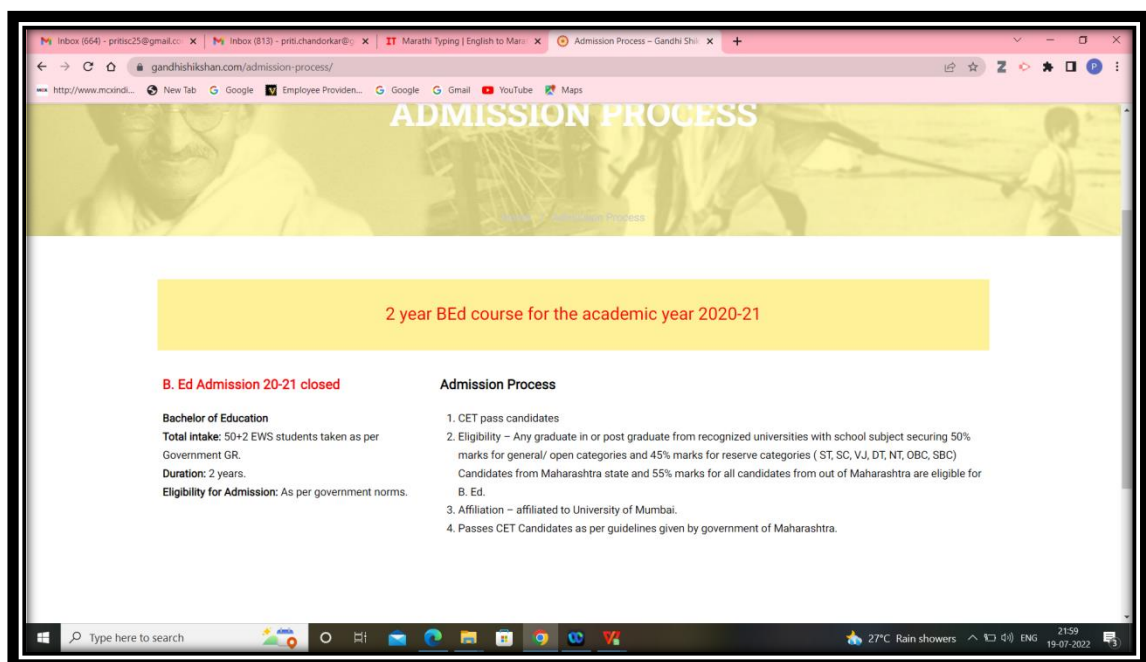 Inbox (664) - pritisc25@gmail.co
Inbox (813) - priti.chandorkar@g
Marathi Typing | English to Mara
Admission Process – Gandhi Shi
gandhishikshan.com/admission-process/
http://www.mcxindi...
New Tab
Google
Employee Providen...
Google
Gmail
YouTube
Maps
ADMISSION PROCESS
Admission Process
2 year BEd course for the academic year 2020-21
B. Ed Admission 20-21 closed
Bachelor of Education
Total intake: 50+2 EWS students taken as per
Government GR.
Duration: 2 years.
Eligibility for Admission: As per government norms.
Admission Process
1. CET pass candidates
2. Eligibility – Any graduate in or post graduate from recognized universities with school subject securing 50%
marks for general/ open categories and 45% marks for reserve categories ( ST, SC, VJ, DT, NT, OBC, SBC)
Candidates from Maharashtra state and 55% marks for all candidates from out of Maharashtra are eligible for
B. Ed.
3. Affiliation – affiliated to University of Mumbai.
4. Passes CET Candidates as per guidelines given by government of Maharashtra.
Type here to search
27°C Rain showers
ENG
21:59
19-07-2022